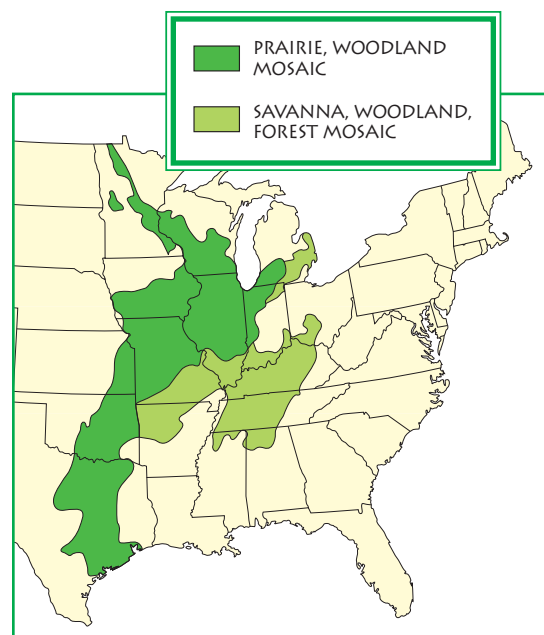 PRAIRIE, WOODLAND
MOSAIC
SAVANNA, WOODLAND,
FOREST MOSAIC